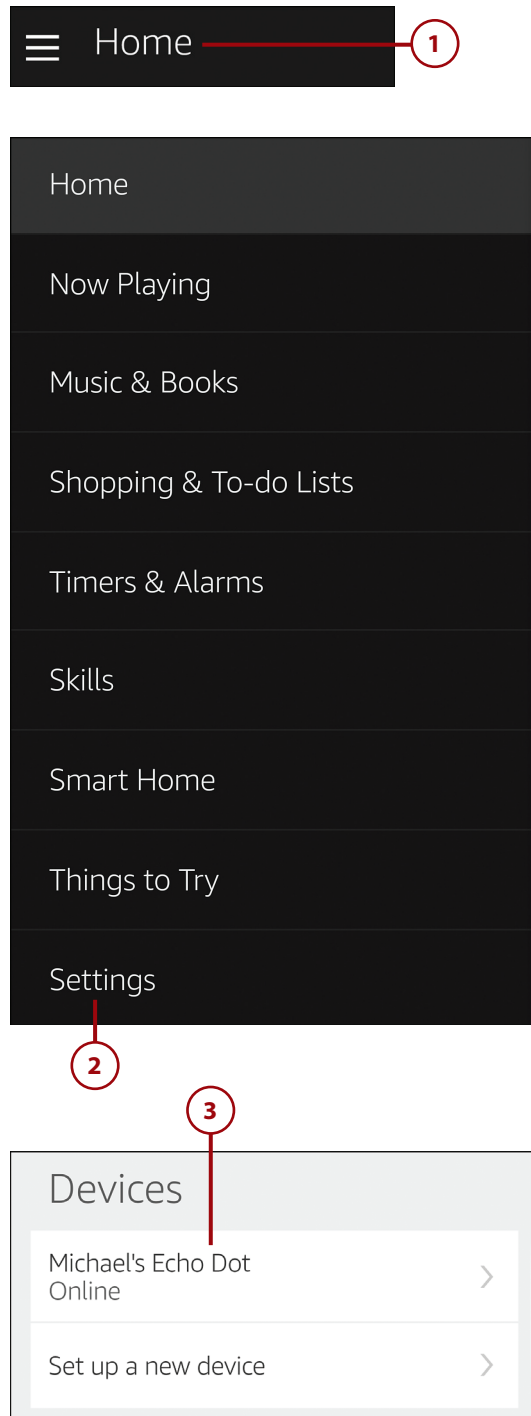 Home
1
Home
Now Playing
Music & Books
Shopping & To-do Lists
Timers & Alarms
Skills
Smart Home
Things to Try
Settings
2
3
Devices
Michael's Echo Dot
Online
Set up a new device